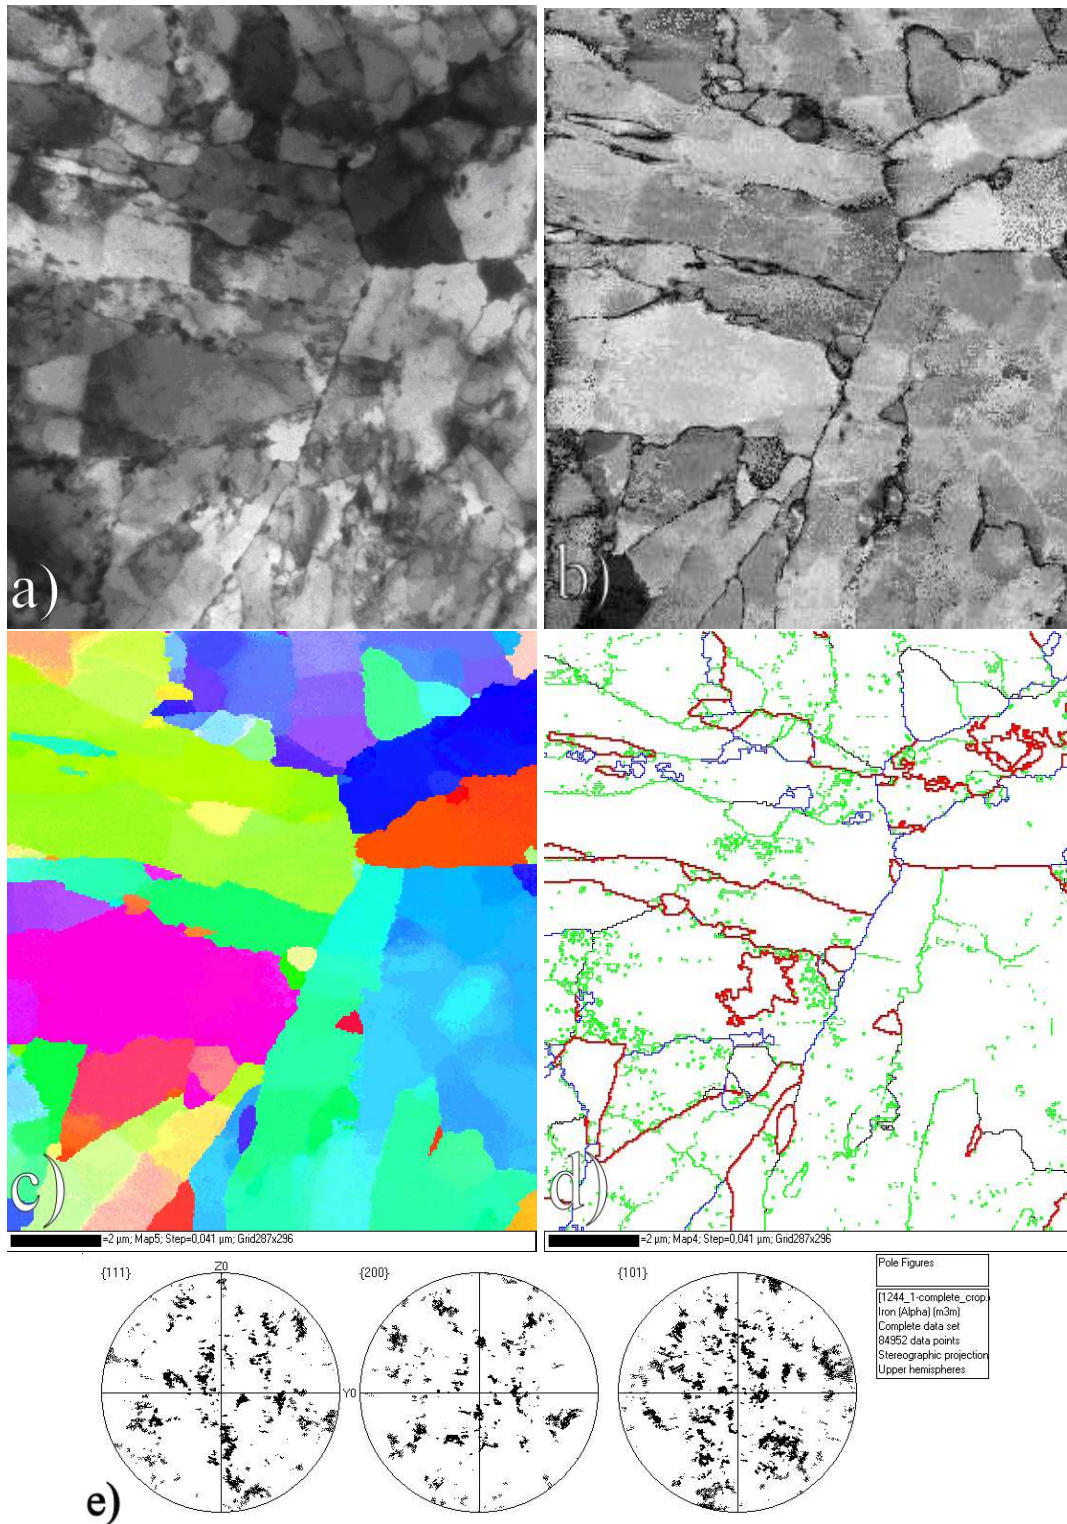 a)
b)
c)
d)
=2 µm; Map5; Step=0,041 µm; Grid287x296
=2 µm; Map4; Step=0,041 µm; Grid287x296
{111}
Z0
{200}
{101}
Y0
Pole Figures
[1244_1-complete_crop.
Iron (Alpha) (m3m)
Complete data set
84952 data points
Stereographic projection
Upper hemispheres
e)